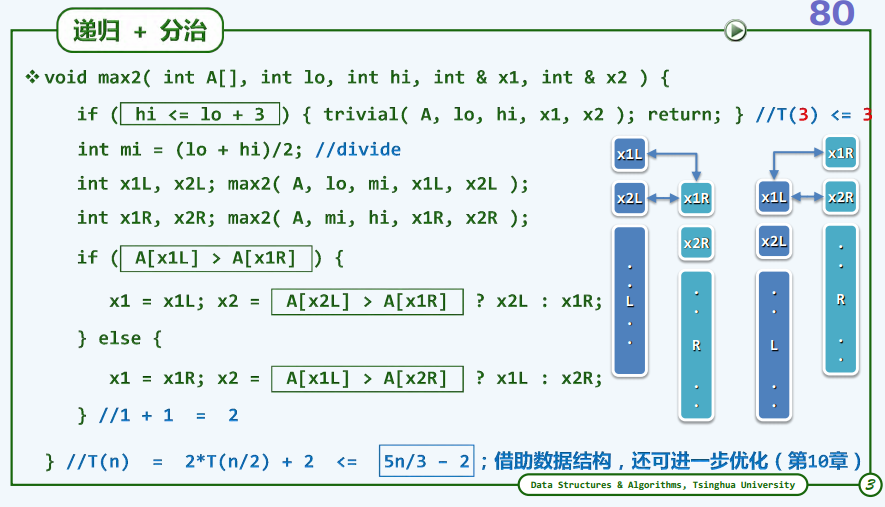 80
递归 + 分治
❖ void max2( int A[], int lo, int hi, int & x1, int & x2 ) {
if ( hi <= lo + 3 ) { trivial( A, lo, hi, x1, x2 ); return; } //T(3) <= 3
int mi = (lo + hi)/2; //divide
int x1L, x2L; max2( A, lo, mi, x1L, x2L );
int x1R, x2R; max2( A, mi, hi, x1R, x2R );
if ( A[x1L] > A[x1R] ) {
x1 = x1L; x2 = A[x2L] > A[x1R] ? x2L : x1R;
} else {
x1 = x1R; x2 = A[x1L] > A[x2R] ? x1L : x2R;
} //1 + 1 = 2
} //T(n) = 2*T(n/2) + 2 <= 5n/3 – 2 ; 借助数据结构，还可进一步优化（第10章）
x1L
x2L
. . L . .
x1R
x2R
. . R . .
x1L
x2L
. . L . .
x1R
x2R
. . R . .
Data Structures & Algorithms, Tsinghua University
3